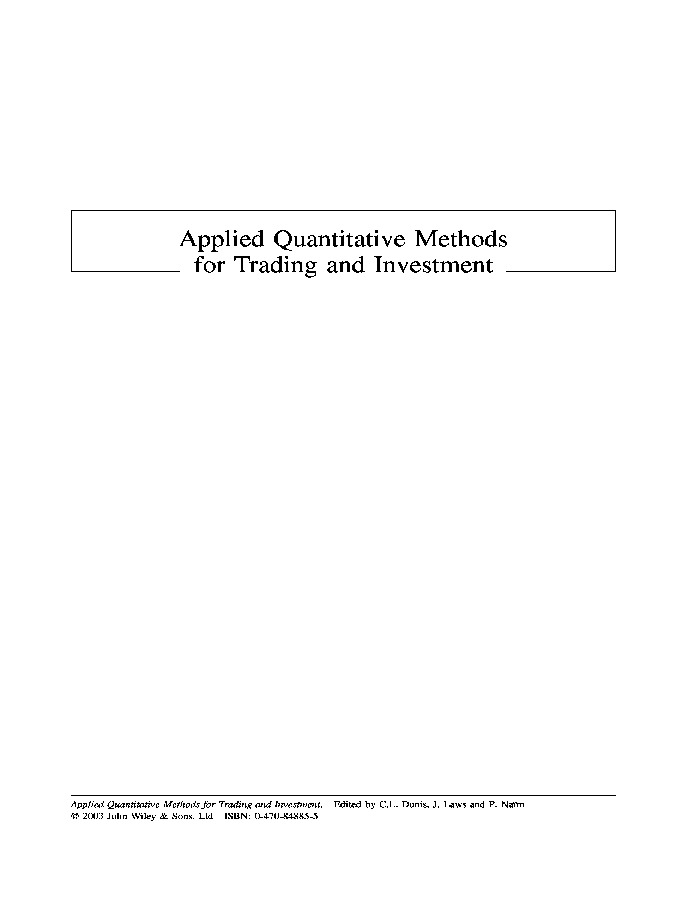 Applied Quantitative Methods
for Trading and Investment
Applied Quantitative Methods for Trading and Investment. Edited by C.L. Dunis, J. Laws and P. Naïm
© 2003 John Wiley & Sons, Ltd ISBN: 0-470-84885-5